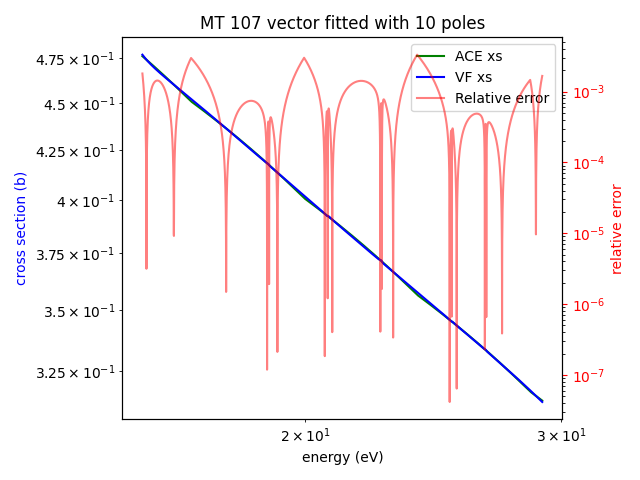 MT 107 vector fitted with 10 poles
ACE xs
VF xs
Relative error
4.75 × 10⁻¹
4.5 × 10⁻¹
4.25 × 10⁻¹
4 × 10⁻¹
3.75 × 10⁻¹
3.5 × 10⁻¹
3.25 × 10⁻¹
cross section (b)
10⁻³
10⁻⁴
10⁻⁵
10⁻⁶
10⁻⁷
relative error
2 × 10¹
3 × 10¹
energy (eV)